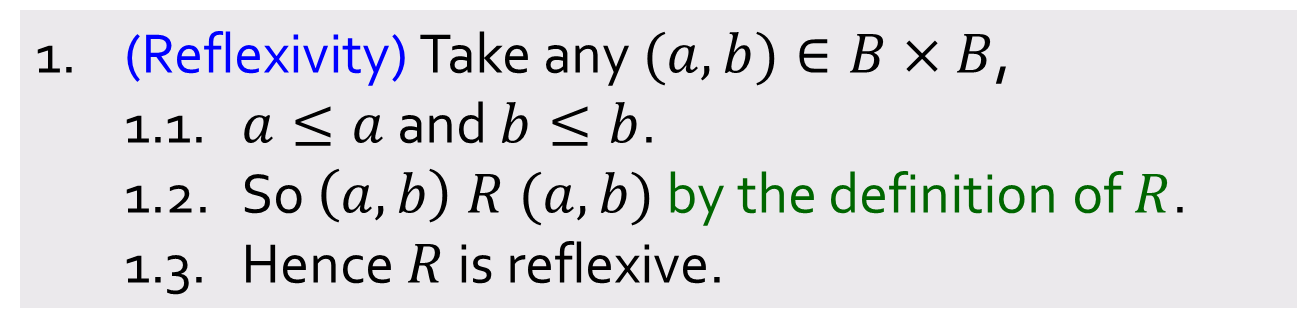 1. (Reflexivity) Take any (a, b) ∈ B × B,
1.1. a ≤ a and b ≤ b.
1.2. So (a, b) R (a, b) by the definition of R.
1.3. Hence R is reflexive.